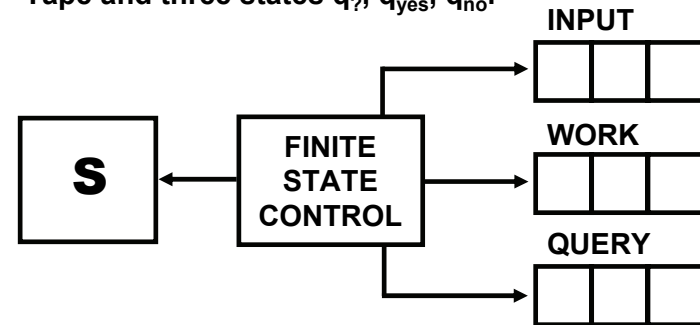 Tape and three states q?, qyes, qno.
INPUT
S
FINITE
STATE
CONTROL
WORK
QUERY